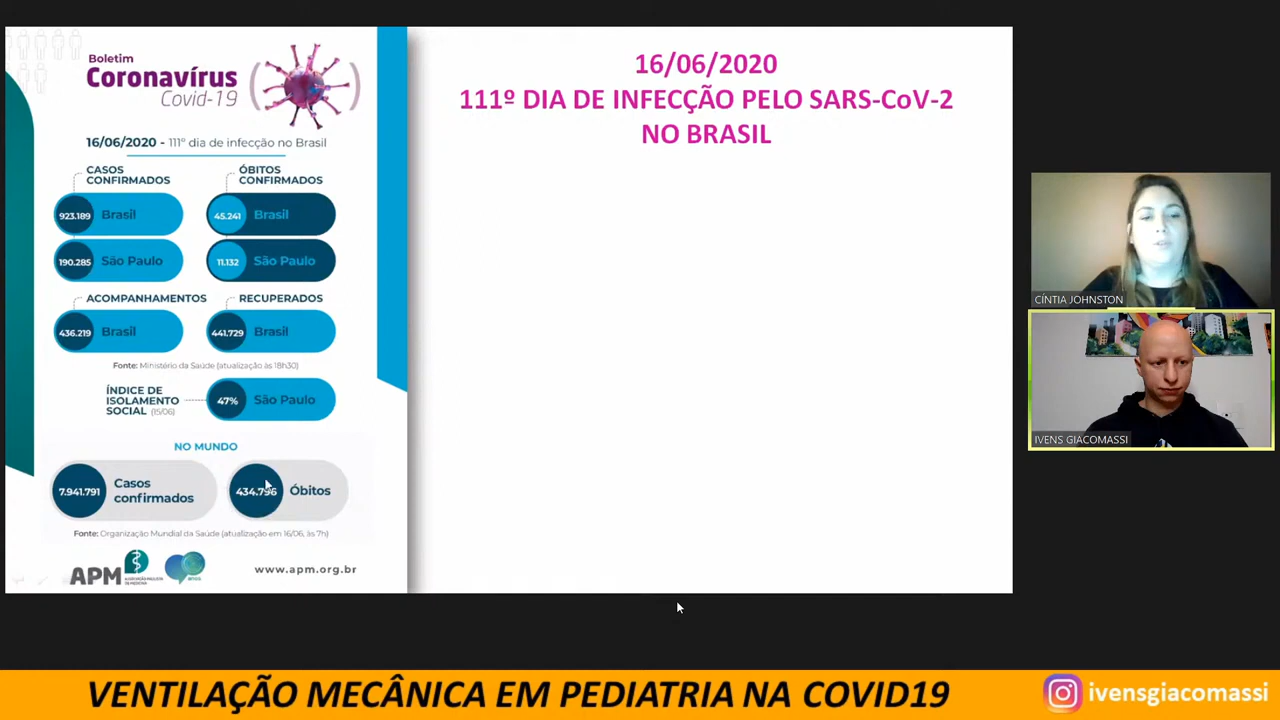 Boletim
Coronavírus
Covid-19
16/06/2020 - 111º dia de infecção no Brasil
CASOS
CONFIRMADOS
ÓBITOS
CONFIRMADOS
923.189 Brasil
45.241 Brasil
190.285 São Paulo
11.132 São Paulo
ACOMPANHAMENTOS
RECUPERADOS
436.219 Brasil
441.729 Brasil
Fonte: Ministério da Saúde (atualização às 18h30)
ÍNDICE DE
ISOLAMENTO
SOCIAL (15/06)
47% São Paulo
NO MUNDO
7.941.791 Casos
confirmados
434.796 Óbitos
Fonte: Organização Mundial da Saúde (atualização em 16/06, às 7h)
APM
www.apm.org.br
16/06/2020
111º DIA DE INFECÇÃO PELO SARS-CoV-2
NO BRASIL
CÍNTIA JOHNSTON
IVENS GIACOMASSI
VENTILAÇÃO MECÂNICA EM PEDIATRIA NA COVID19
ivensgiacomassi